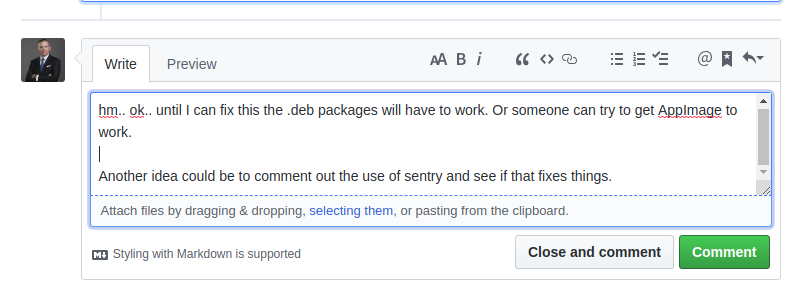 Write
Preview
AA B i
hm.. ok.. until I can fix this the .deb packages will have to work. Or someone can try to get AppImage to
work.
Another idea could be to comment out the use of sentry and see if that fixes things.
Attach files by dragging & dropping, selecting them, or pasting from the clipboard.
Styling with Markdown is supported
Close and comment
Comment